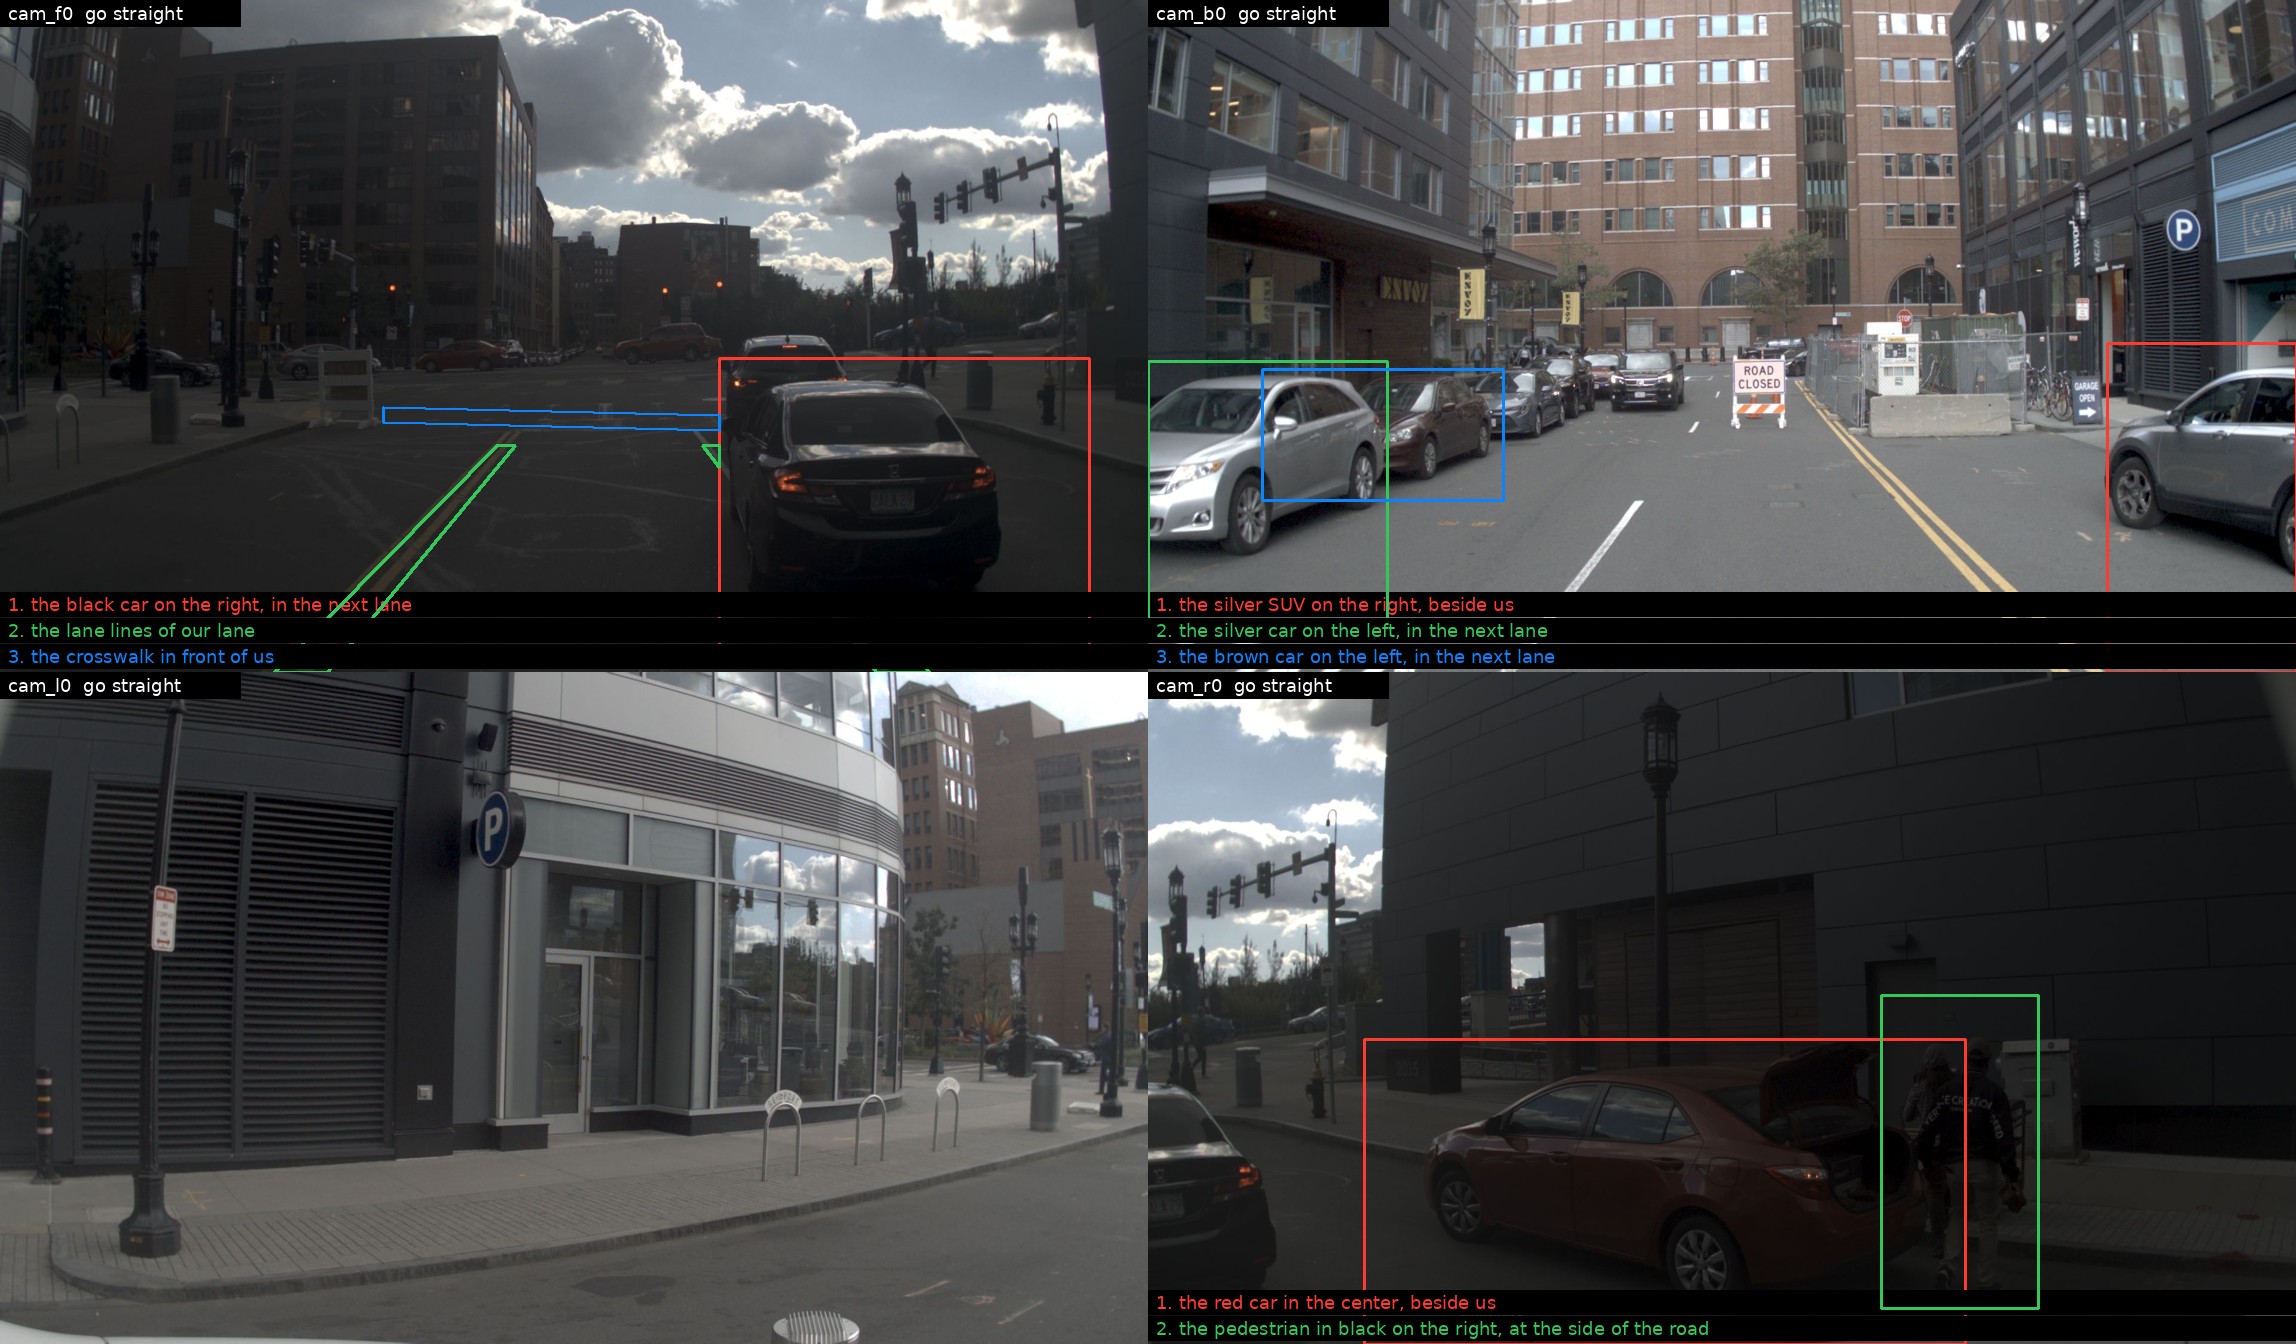 cam_f0 go straight
1. the black car on the right, in the next lane
2. the lane lines of our lane
3. the crosswalk in front of us
cam_b0 go straight
ENVOY
ENVOY
STOP
wework
P
COM
ROAD
CLOSED
GARAGE
OPEN
1. the silver SUV on the right, beside us
2. the silver car on the left, in the next lane
3. the brown car on the left, in the next lane
cam_l0 go straight
P
cam_r0 go straight
1. the red car in the center, beside us
2. the pedestrian in black on the right, at the side of the road